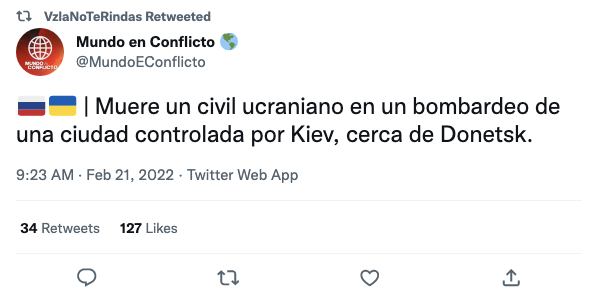 VzlaNoTeRindas Retweeted
Mundo en Conflicto 🌎
MUNDO EN CONFLICTO
@MundoEConflicto
🇷🇺🇺🇦 | Muere un civil ucraniano en un bombardeo de
una ciudad controlada por Kiev, cerca de Donetsk.
9:23 AM · Feb 21, 2022 · Twitter Web App
34 Retweets 127 Likes